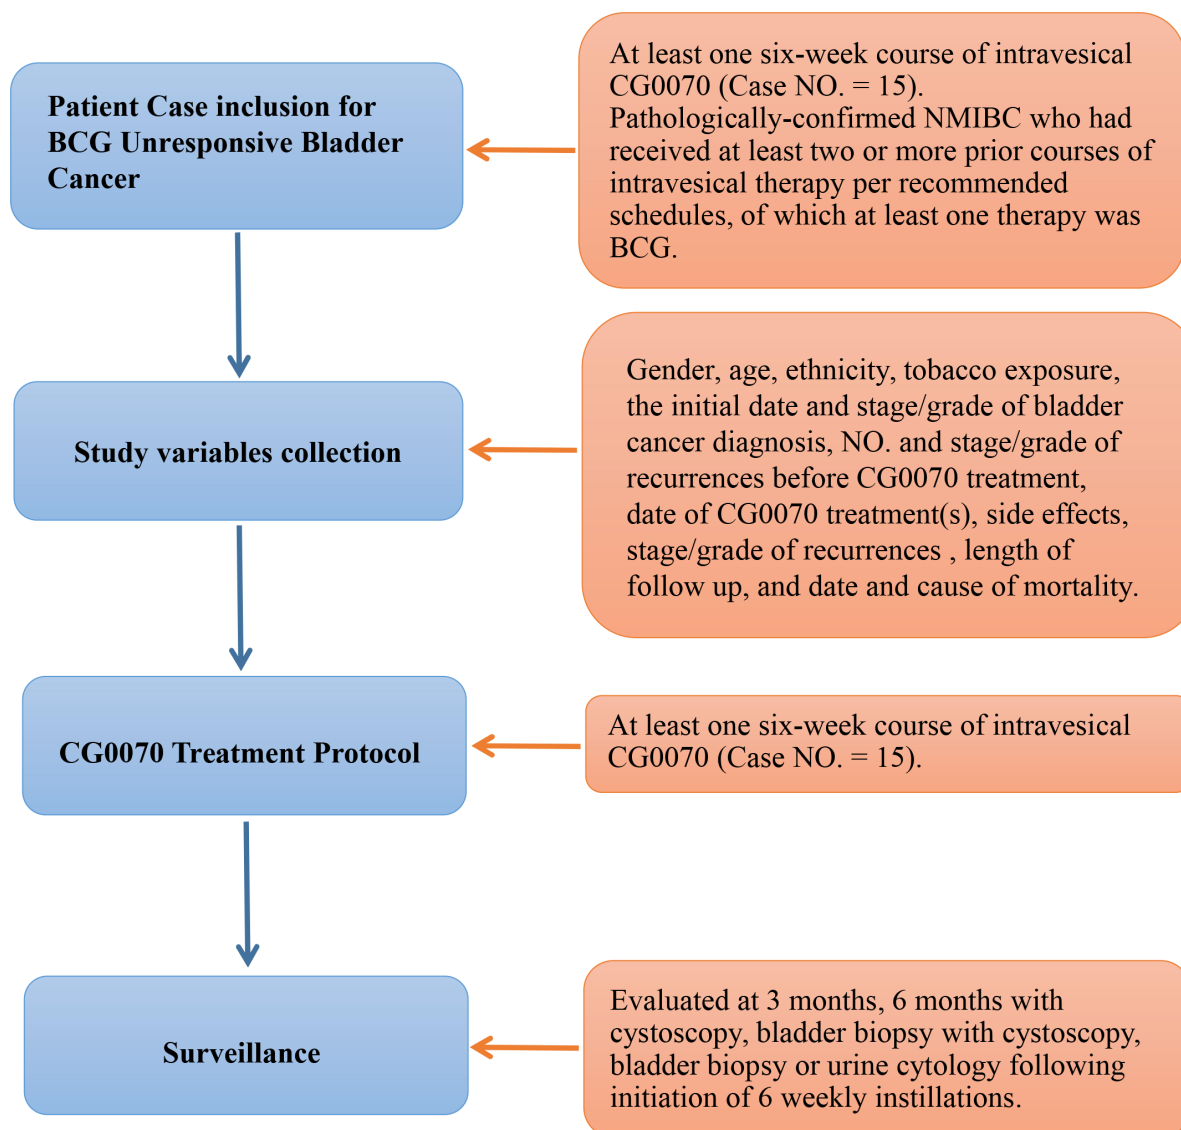 Patient Case inclusion for
BCG Unresponsive Bladder
Cancer
At least one six-week course of intravesical
CG0070 (Case NO. = 15).
Pathologically-confirmed NMIBC who had
received at least two or more prior courses of
intravesical therapy per recommended
schedules, of which at least one therapy was
BCG.
Study variables collection
Gender, age, ethnicity, tobacco exposure,
the initial date and stage/grade of bladder
cancer diagnosis, NO. and stage/grade of
recurrences before CG0070 treatment,
date of CG0070 treatment(s), side effects,
stage/grade of recurrences , length of
follow up, and date and cause of mortality.
CG0070 Treatment Protocol
At least one six-week course of intravesical
CG0070 (Case NO. = 15).
Surveillance
Evaluated at 3 months, 6 months with
cystoscopy, bladder biopsy with cystoscopy,
bladder biopsy or urine cytology following
initiation of 6 weekly instillations.